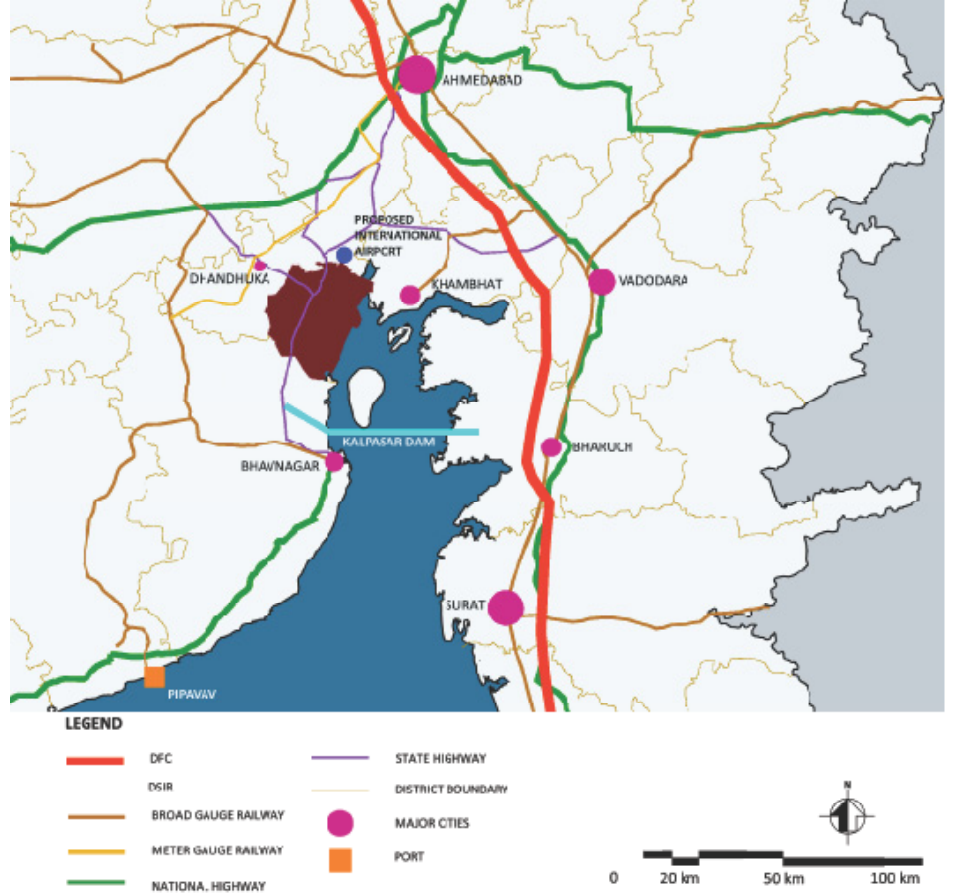 AHMEDABAD
PROPOSED
INTERNATIONAL
AIRPORT
DHANDHUKA
KHAMBHAT
VADODARA
KALPASAR DAM
BHAVNAGAR
BHARUCH
SURAT
PIPAVAV
LEGEND
DFC
DSIR
BROAD GAUGE RAILWAY
METER GAUGE RAILWAY
NATIONAL HIGHWAY
STATE HIGHWAY
DISTRICT BOUNDARY
MAJOR CITIES
PORT
N
0 20 km 50 km 100 km